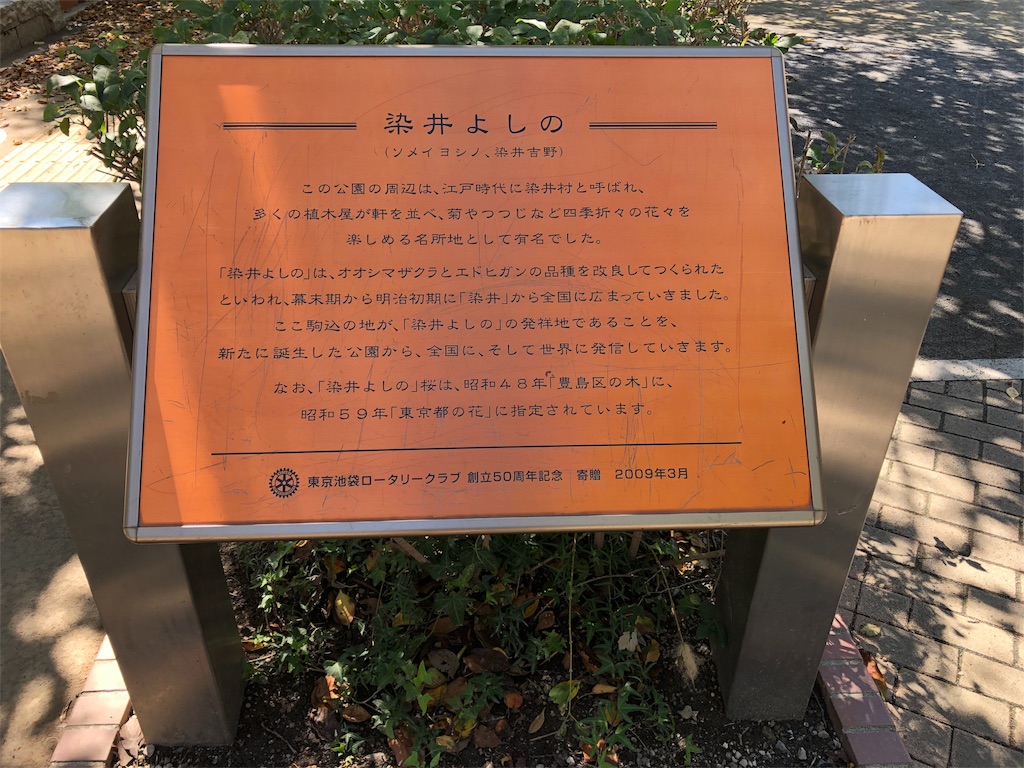 染井よしの
(ソメイヨシノ、染井吉野)
この公園の周辺は、江戸時代に染井村と呼ばれ、
多くの植木屋が軒を並べ、菊やつつじなど四季折々の花々を
楽しめる名所地として有名でした。
「染井よしの」は、オオシマザクラとエドヒガンの品種を改良してつくられた
といわれ、幕末期から明治初期に「染井」から全国に広まっていきました。
ここ駒込の地が、「染井よしの」の発祥地であることを、
新たに誕生した公園から、全国に、そして世界に発信していきます。
なお、「染井よしの」桜は、昭和48年「豊島区の木」に、
昭和59年「東京都の花」に指定されています。
東京池袋ロータリークラブ 創立50周年記念 寄贈 2009年3月